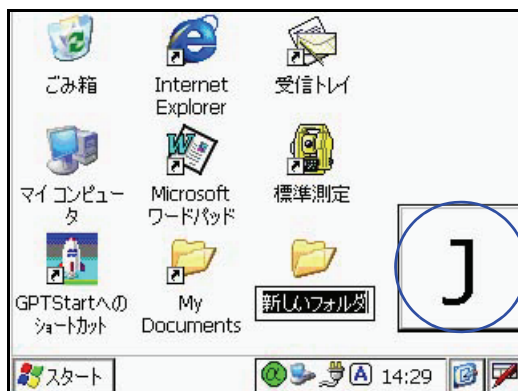 ごみ箱
Internet
Explorer
受信トレイ
マイ コンピュー
タ
Microsoft
ワードパッド
標準測定
GPTStartへの
ショートカット
My
Documents
新しいフォルダ
J
スタート
α
A
14:29